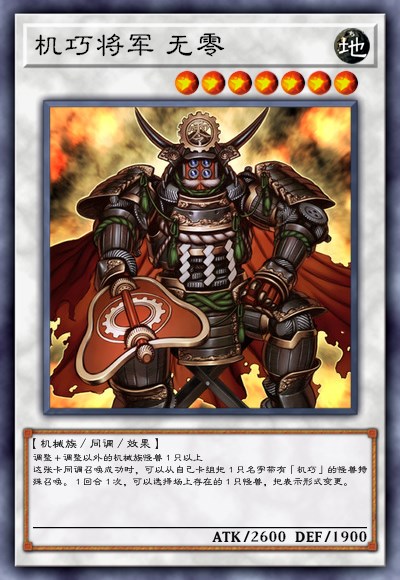 机巧将军 无零
地
【机械族／同调／效果】
调整＋调整以外的机械族怪兽１只以上
这张卡同调召唤成功时，可以从自己卡组把１只名字带有「机巧」的怪兽特
殊召唤。１回合１次，可以选择场上存在的１只怪兽，把表示形式变更。
ATK/2600 DEF/1900